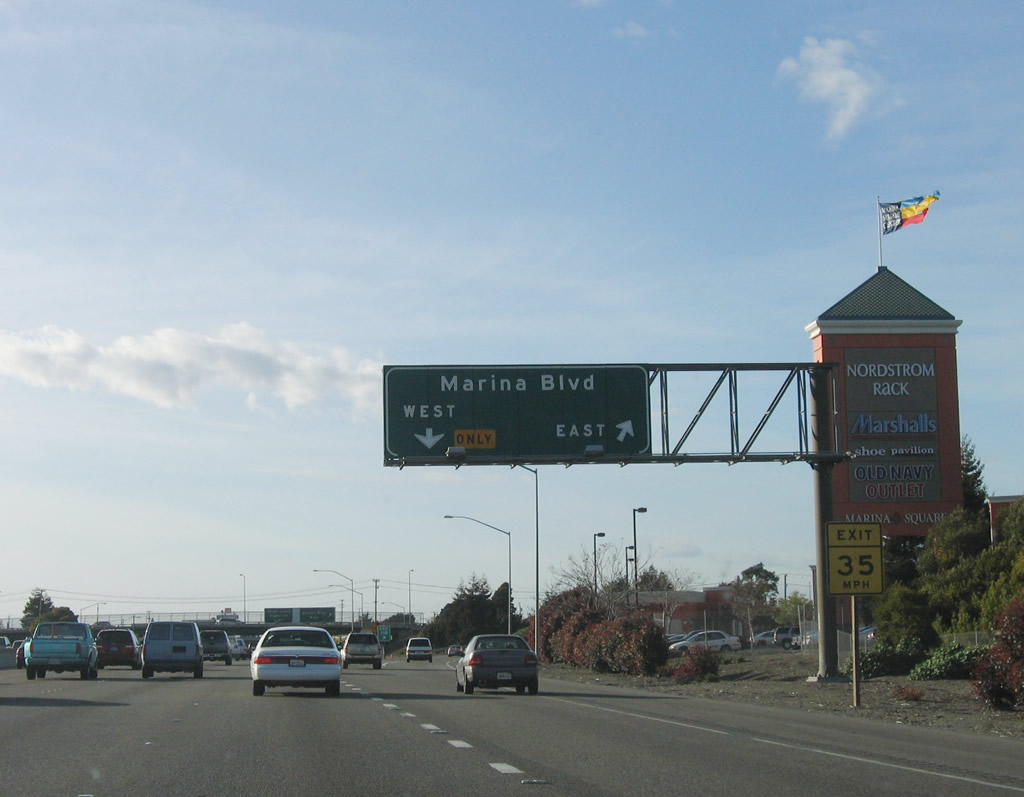 Marina Blvd
WEST
ONLY
EAST
NORDSTROM
RACK
Marshalls
shoe pavilion
OLD NAVY
OUTLET
MARINA SQUARE
EXIT
35
MPH